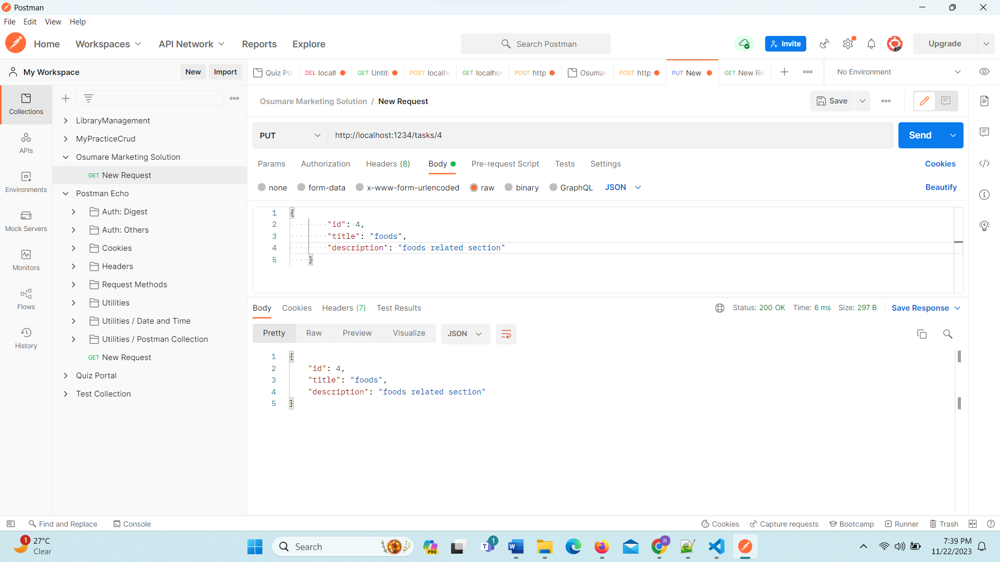 Postman
File Edit View Help
Home Workspaces API Network Reports Explore Search Postman Invite Upgrade
My Workspace New Import Quiz Po DEL local GET Untit POST localho GET localhos POST http Osumar POST http PUT New GET New Re No Environment
Collections
APIs
Environments
Mock Servers
Monitors
Flows
History
LibraryManagement
MyPracticeCrud
Osumare Marketing Solution
GET New Request
Postman Echo
Auth: Digest
Auth: Others
Cookies
Headers
Request Methods
Utilities
Utilities / Date and Time
Utilities / Postman Collection
GET New Request
Quiz Portal
Test Collection
Osumare Marketing Solution / New Request Save
PUT http://localhost:1234/tasks/4 Send
Params Authorization Headers (8) Body Pre-request Script Tests Settings Cookies
none form-data x-www-form-urlencoded raw binary GraphQL JSON Beautify
1 {
2 "id": 4,
3 "title": "foods",
4 "description": "foods related section"
5 }
Body Cookies Headers (7) Test Results Status: 200 OK Time: 6 ms Size: 297 B Save Response
Pretty Raw Preview Visualize JSON
1 {
2 "id": 4,
3 "title": "foods",
4 "description": "foods related section"
5 }
Find and Replace Console Cookies Capture requests Bootcamp Runner Trash
1 27°C
Clear
Search
PRE
1
R
7:39 PM
11/22/2023